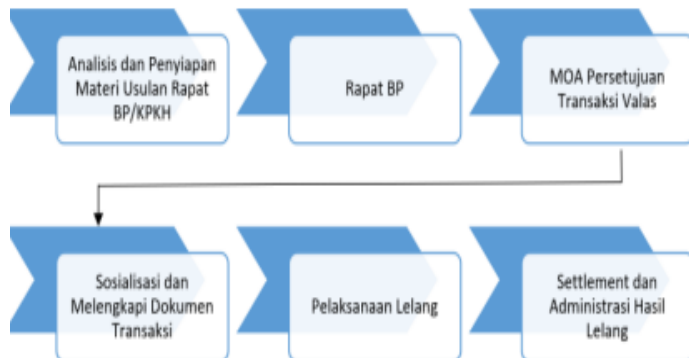 Analisis dan Penyiapan
Materi Usulan Rapat
BP/KPKH
Rapat BP
MOA Persetujuan
Transaksi Valas
Sosialisasi dan
Melengkapi Dokumen
Transaksi
Pelaksanaan Lelang
Settlement dan
Administrasi Hasil
Lelang